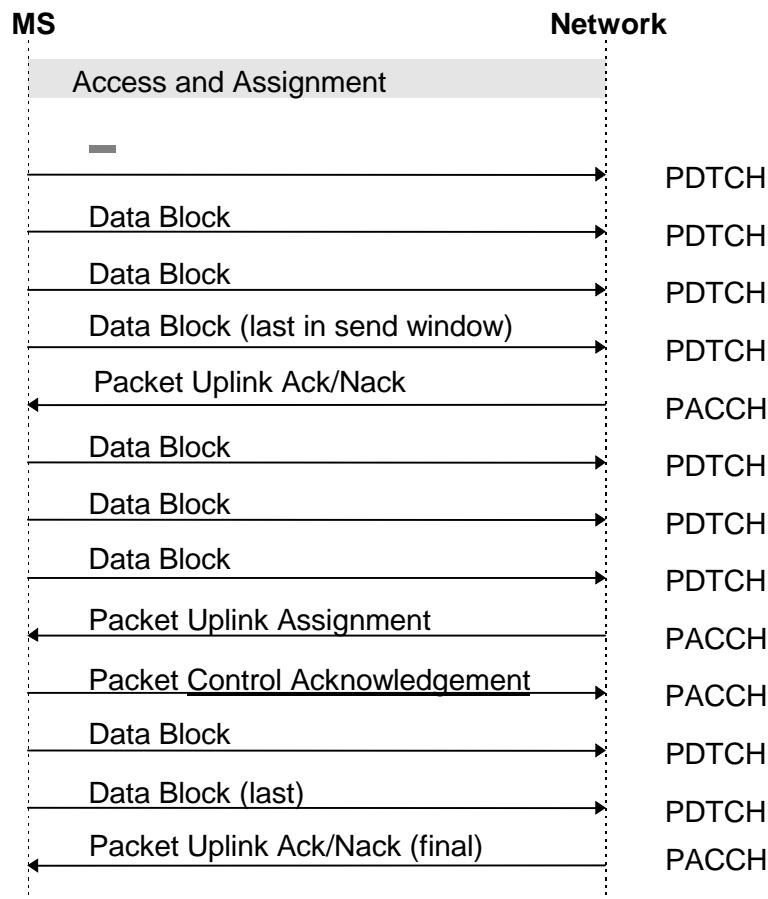 MS Network
Access and Assignment
PDTCH
Data Block
PDTCH
Data Block
PDTCH
Data Block (last in send window)
PDTCH
Packet Uplink Ack/Nack
PACCH
Data Block
PDTCH
Data Block
PDTCH
Data Block
PDTCH
Packet Uplink Assignment
PACCH
Packet Control Acknowledgement
PACCH
Data Block
PDTCH
Data Block (last)
PDTCH
Packet Uplink Ack/Nack (final)
PACCH